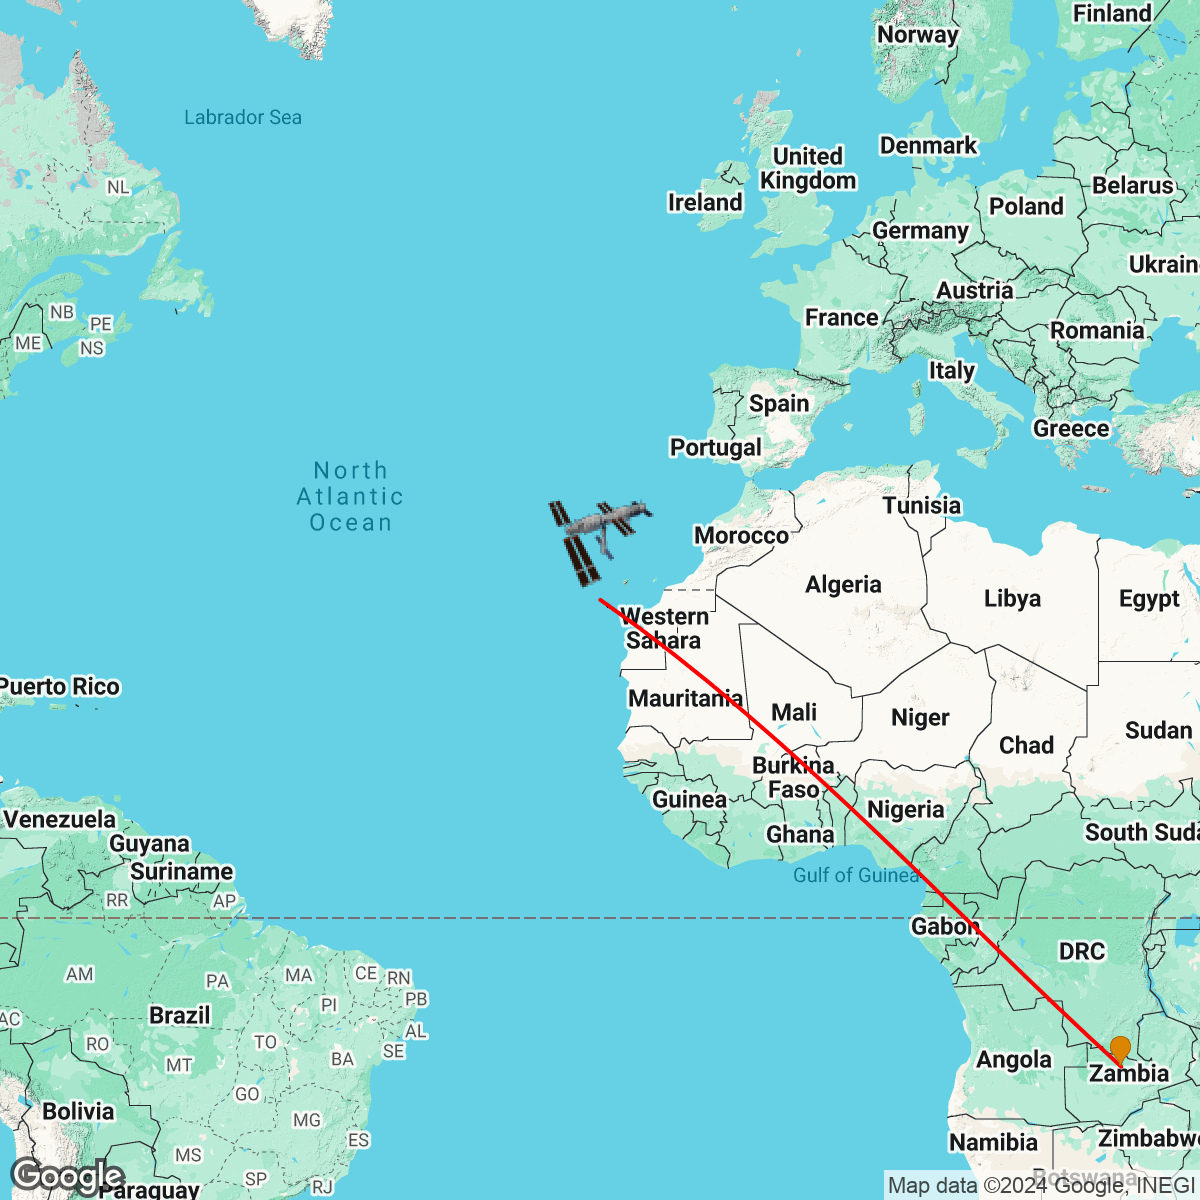 Finland
Norway
Labrador Sea
Denmark
United
Kingdom
NL
Belarus
Ireland
Poland
Germany
Ukrain
Austria
NB
PE
France
Romania
ME
NS
Italy
Spain
Greece
Portugal
North
Atlantic
Ocean
Tunisia
Morocco
Algeria
Libya
Egypt
Western
Sahara
Puerto Rico
Mauritania
Mali
Niger
Sudan
Chad
Burkina
Faso
Guinea
Nigeria
Venezuela
Ghana
South Suda
Guyana
Suriname
Gulf of Guinea
RR
AP
Gabon
DRC
AM
PA
MA
CE
RN
PB
PI
Brazil
AC
AL
RO
TO
SE
MT
BA
Angola
Zambia
GO
Bolivia
MG
ES
Namibia
Zimbabwe
MS
SP
RJ
Botswana
Paraguay
Google
Map data ©2024 Google, INEGI